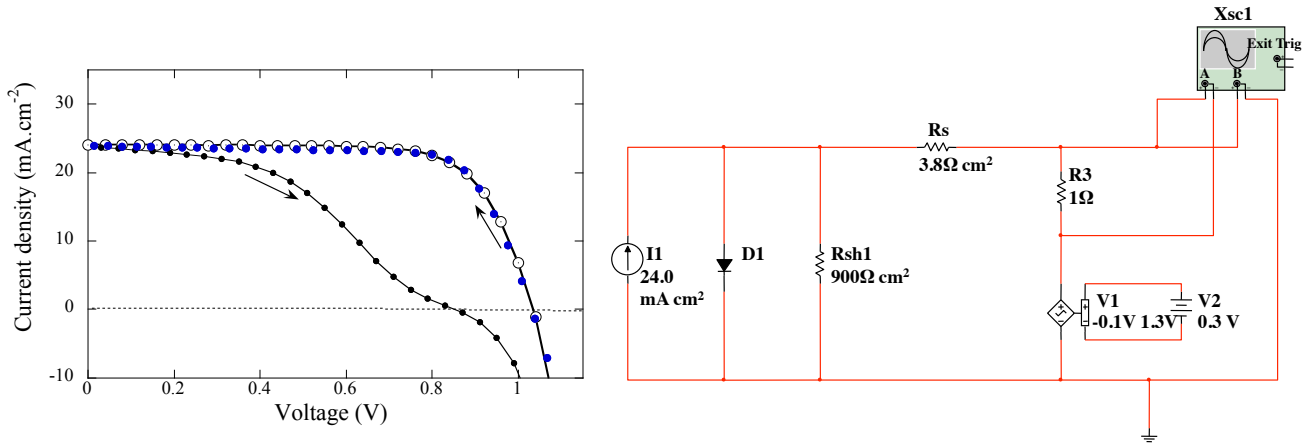 Current density (mA.cm-2)
30
20
10
0
-10
0
0.2
0.4
0.6
0.8
1
Voltage (V)
Xsc1
Exit Trig
A
B
+
-
+
-
Rs
3.8Ω cm²
R3
1Ω
I1
24.0
mA cm²
D1
Rsh1
900Ω cm²
V1
-0.1V 1.3V
V2
0.3 V